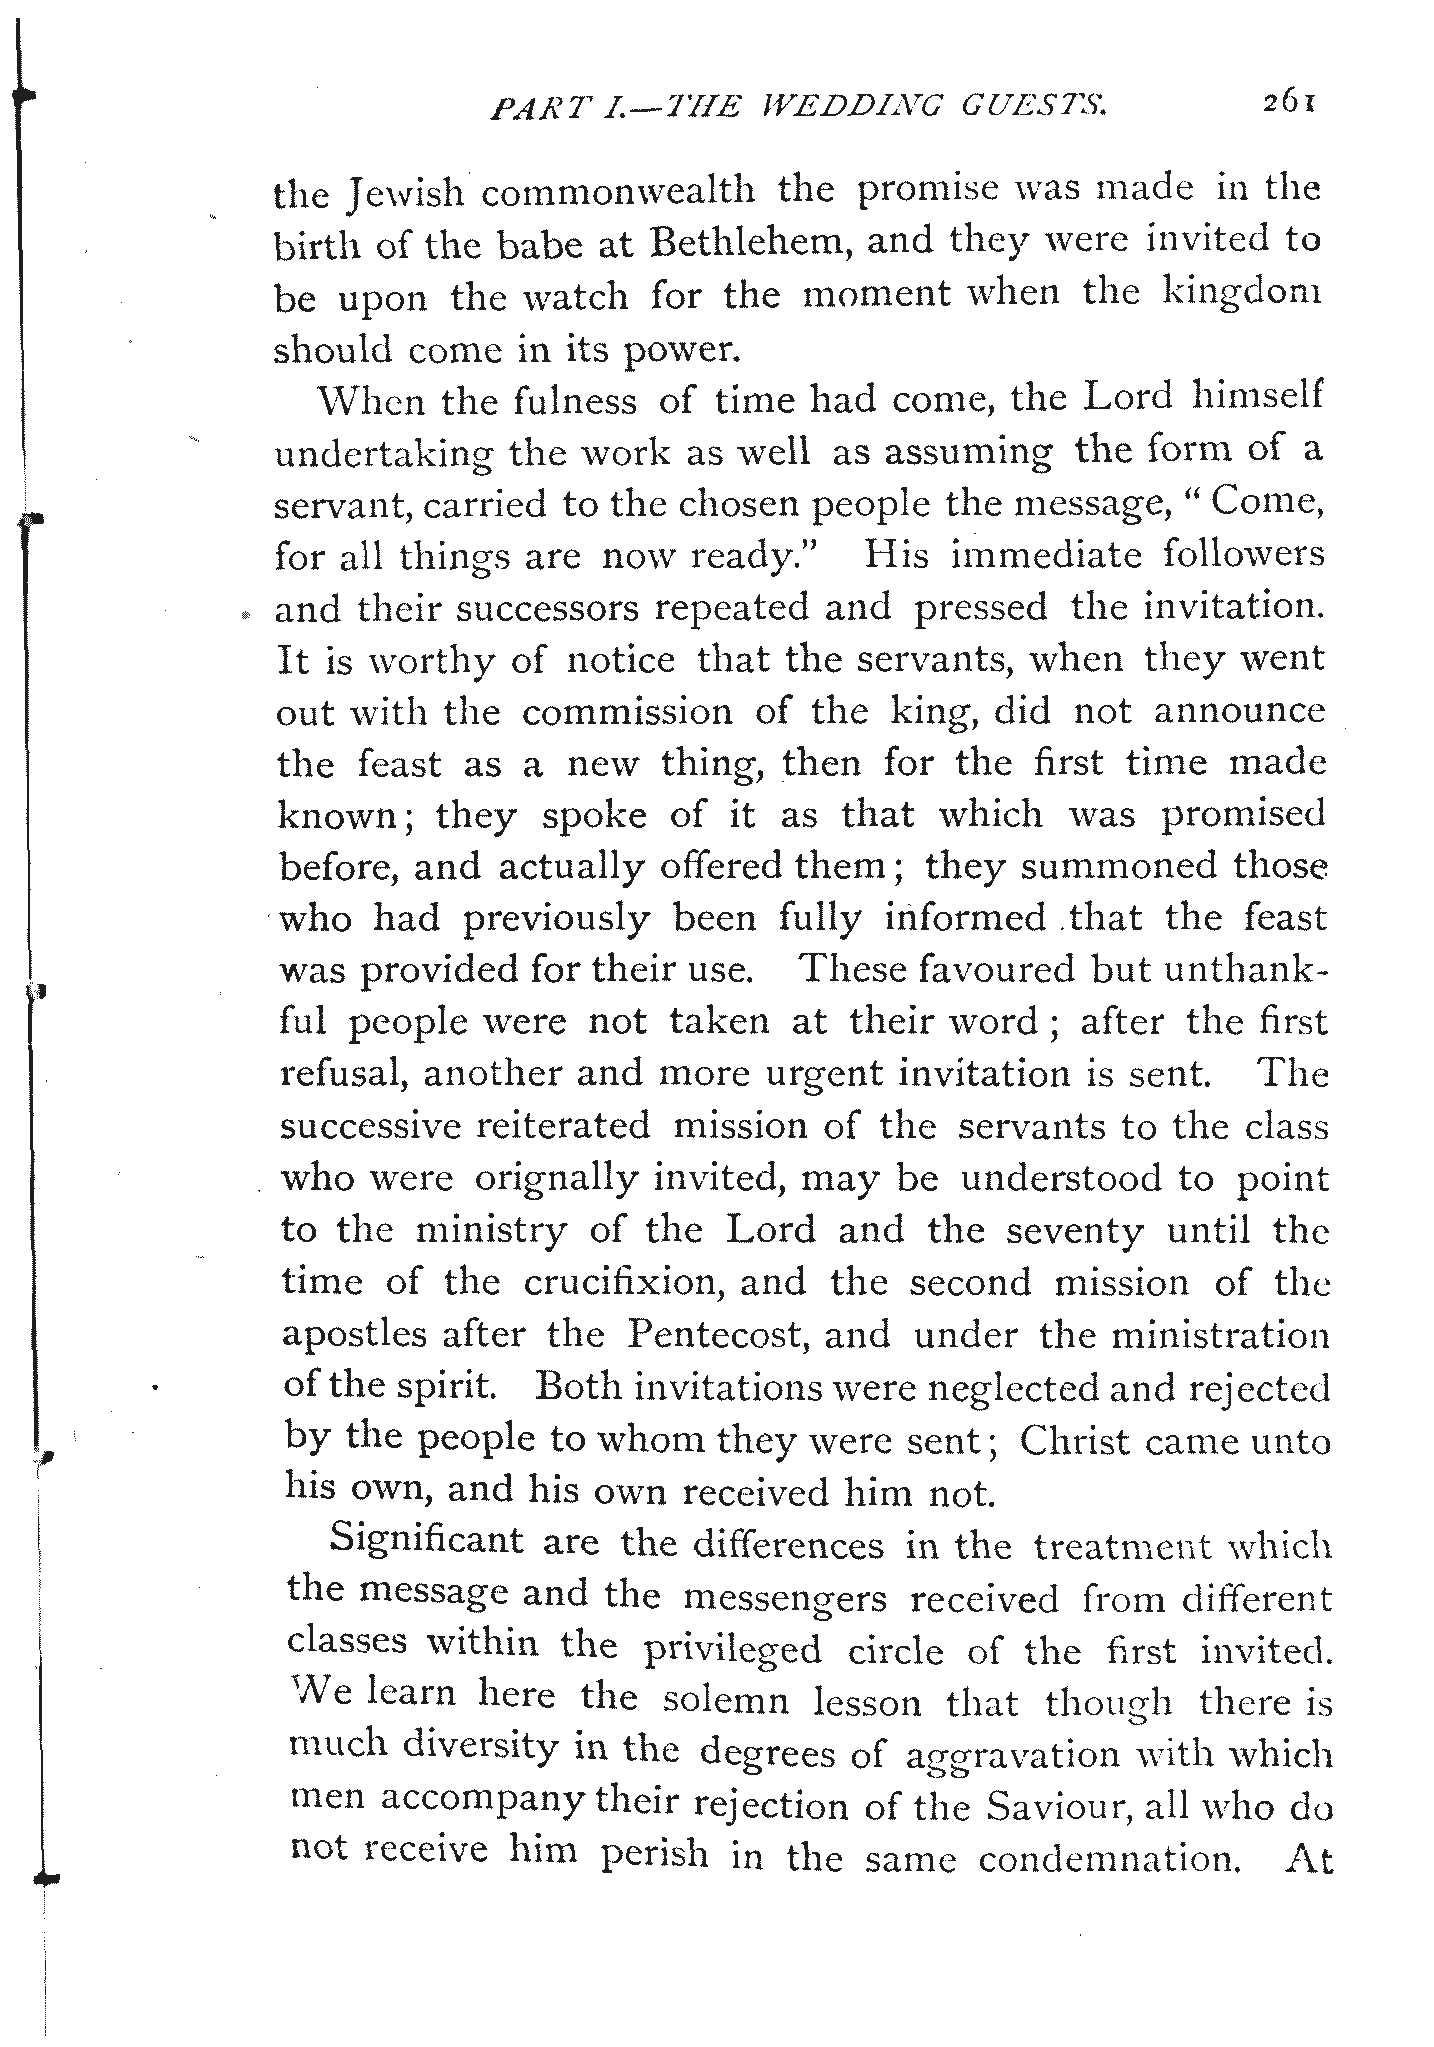 PART I.—THE WEDDING GUESTS. 261
the Jewish commonwealth the promise was made in the
birth of the babe at Bethlehem, and they were invited to
be upon the watch for the moment when the kingdom
should come in its power.
When the fulness of time had come, the Lord himself
undertaking the work as well as assuming the form of a
servant, carried to the chosen people the message, “ Come,
for all things are now ready.” His immediate followers
and their successors repeated and pressed the invitation.
It is worthy of notice that the servants, when they went
out with the commission of the king, did not announce
the feast as a new thing, then for the first time made
known; they spoke of it as that which was promised
before, and actually offered them; they summoned those
who had previously been fully informed that the feast
was provided for their use. These favoured but unthank-
ful people were not taken at their word; after the first
refusal, another and more urgent invitation is sent. The
successive reiterated mission of the servants to the class
who were orignally invited, may be understood to point
to the ministry of the Lord and the seventy until the
time of the crucifixion, and the second mission of the
apostles after the Pentecost, and under the ministration
of the spirit. Both invitations were neglected and rejected
by the people to whom they were sent; Christ came unto
his own, and his own received him not.
Significant are the differences in the treatment which
the message and the messengers received from different
classes within the privileged circle of the first invited.
We learn here the solemn lesson that though there is
much diversity in the degrees of aggravation with which
men accompany their rejection of the Saviour, all who do
not receive him perish in the same condemnation. At